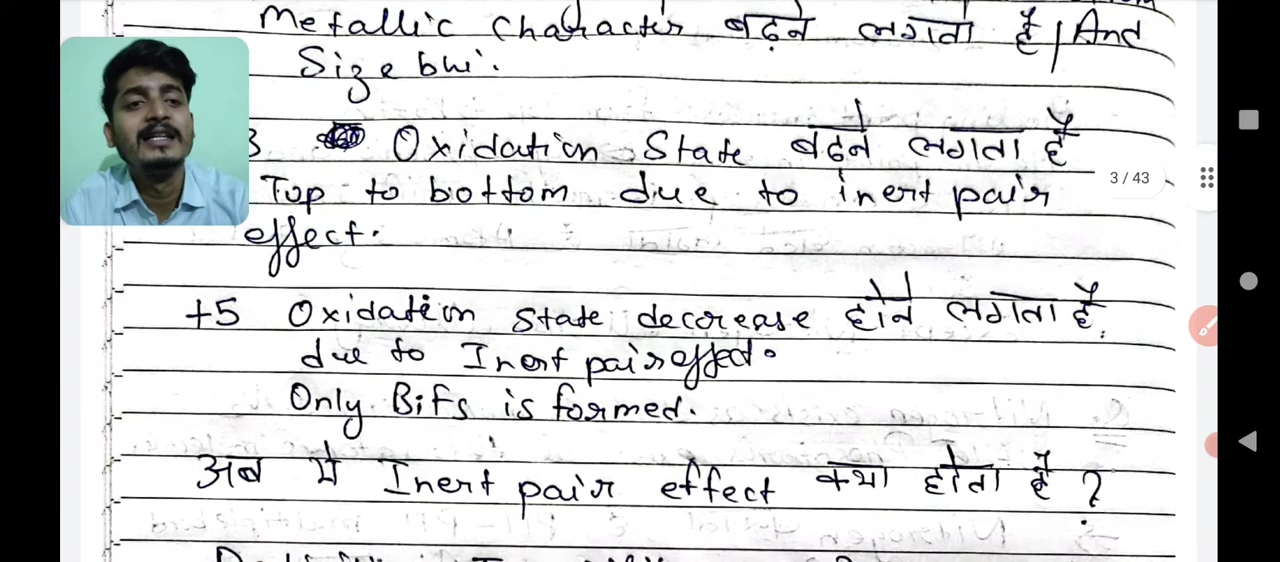 Metallic Character बढ़ने लगता है | And
Size bhi.
3 Oxidation State बढ़ने लगता है
Top to bottom due to inert pair
effect.
3 / 43
+5 Oxidation State decrease होने लगता है.
due to Inert pair effect.
Only BiF5 is formed.
अब ये Inert pair effect क्या होता है ?